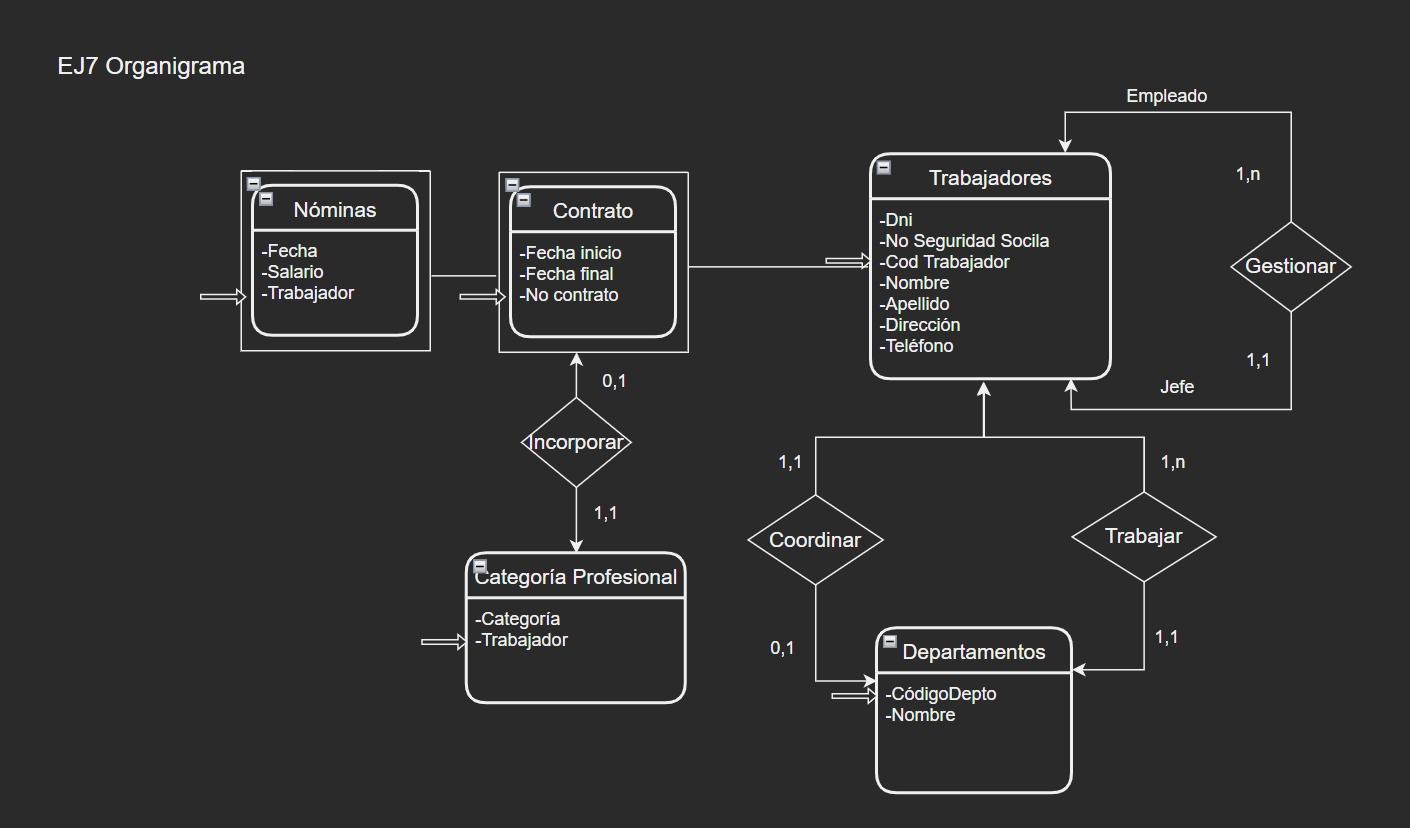 EJ7 Organigrama
Empleado
1,n
Gestionar
1,1
Jefe
Nóminas
-Fecha
-Salario
-Trabajador
Contrato
-Fecha inicio
-Fecha final
-No contrato
Trabajadores
-Dni
-No Seguridad Socila
-Cod Trabajador
-Nombre
-Apellido
-Dirección
-Teléfono
0,1
Incorporar
1,1
Categoría Profesional
-Categoría
-Trabajador
1,1
Coordinar
0,1
1,n
Trabajar
1,1
Departamentos
-CódigoDepto
-Nombre